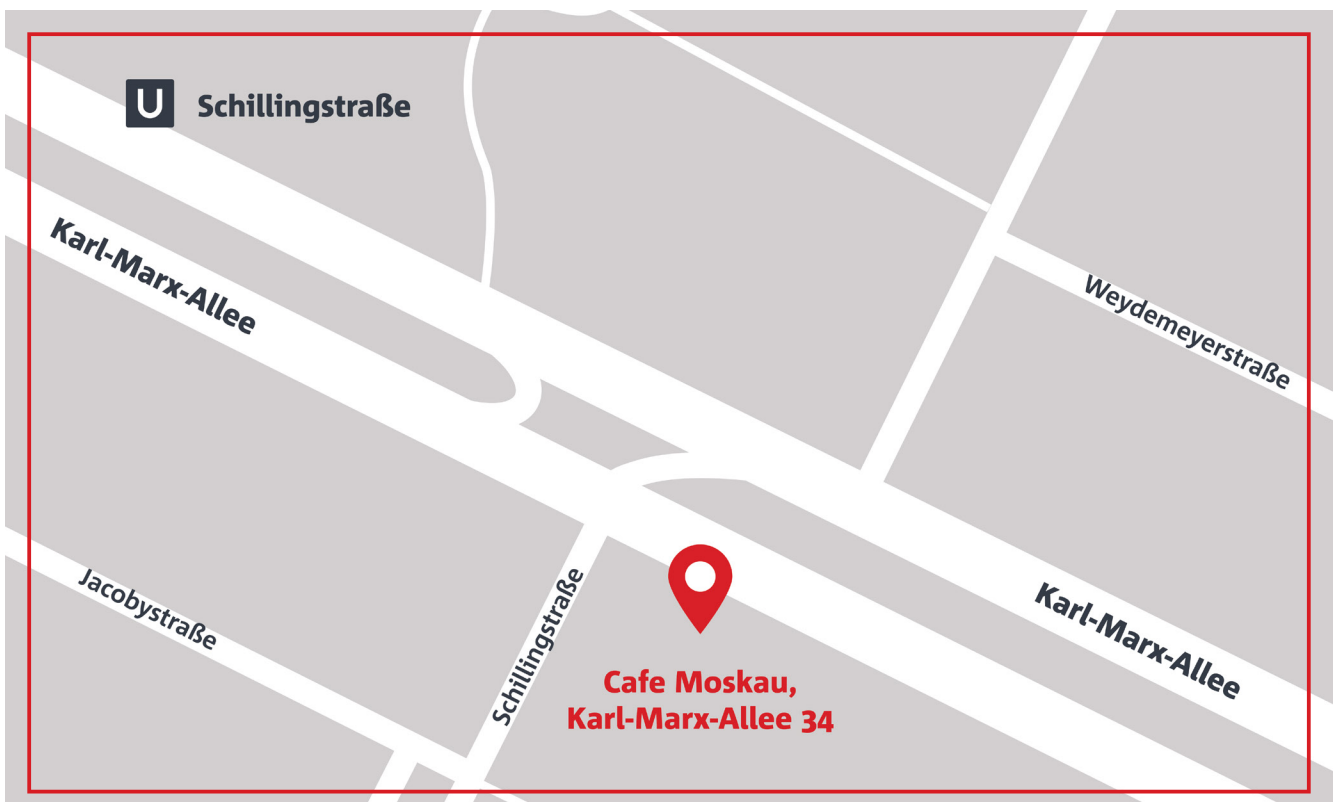 U Schillingstraße
Karl-Marx-Allee
Weydemeyerstraße
Jacobystraße
Schillingstraße
Karl-Marx-Allee
Cafe Moskau,
Karl-Marx-Allee 34